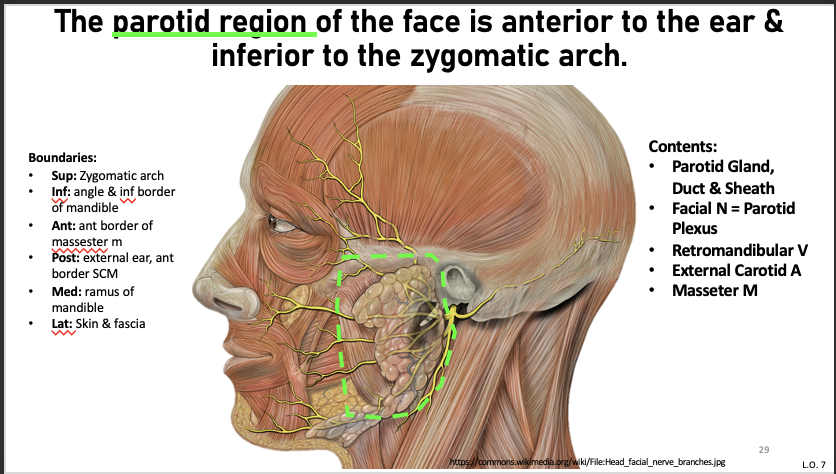 The parotid region of the face is anterior to the ear &
inferior to the zygomatic arch.
Boundaries:
• Sup: Zygomatic arch
• Inf: angle & inf border
of mandible
• Ant: ant border of
massester m
• Post: external ear, ant
border SCM
• Med: ramus of
mandible
• Lat: Skin & fascia
Contents:
• Parotid Gland,
Duct & Sheath
• Facial N = Parotid
Plexus
• Retromandibular V
• External Carotid A
• Masseter M
29
https://commons.wikimedia.org/wiki/File:Head_facial_nerve_branches.jpg
L.O. 7